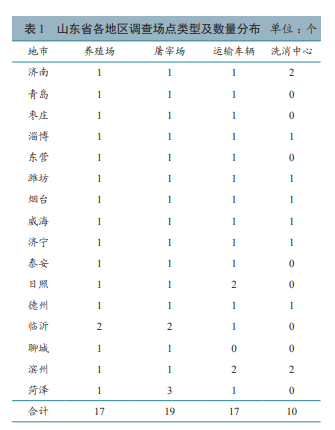 表 1 山东省各地区调查场点类型及数量分布 单位：个
地市 养殖场 屠宰场 运输车辆 洗消中心
济南 1 1 1 2
青岛 1 1 1 0
枣庄 1 1 1 0
淄博 1 1 1 1
东营 1 1 1 0
潍坊 1 1 1 1
烟台 1 1 1 1
威海 1 1 1 1
济宁 1 1 1 1
泰安 1 1 1 0
日照 1 1 2 0
德州 1 1 1 1
临沂 2 2 1 0
聊城 1 1 0 0
滨州 1 1 2 2
菏泽 1 3 1 0
合计 17 19 17 10